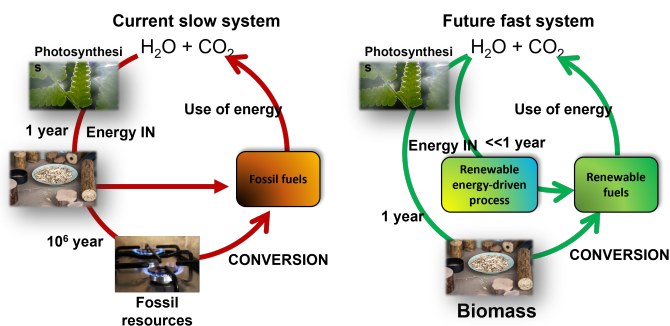 Current slow system
Photosynthesi
s
H₂O + CO₂
1 year
Energy IN
Use of energy
Fossil fuels
10⁶ year
CONVERSION
Fossil
resources
Future fast system
Photosynthesi
s
H₂O + CO₂
Use of energy
Energy IN
<<1 year
Renewable
energy-driven
process
Renewable
fuels
1 year
CONVERSION
Biomass